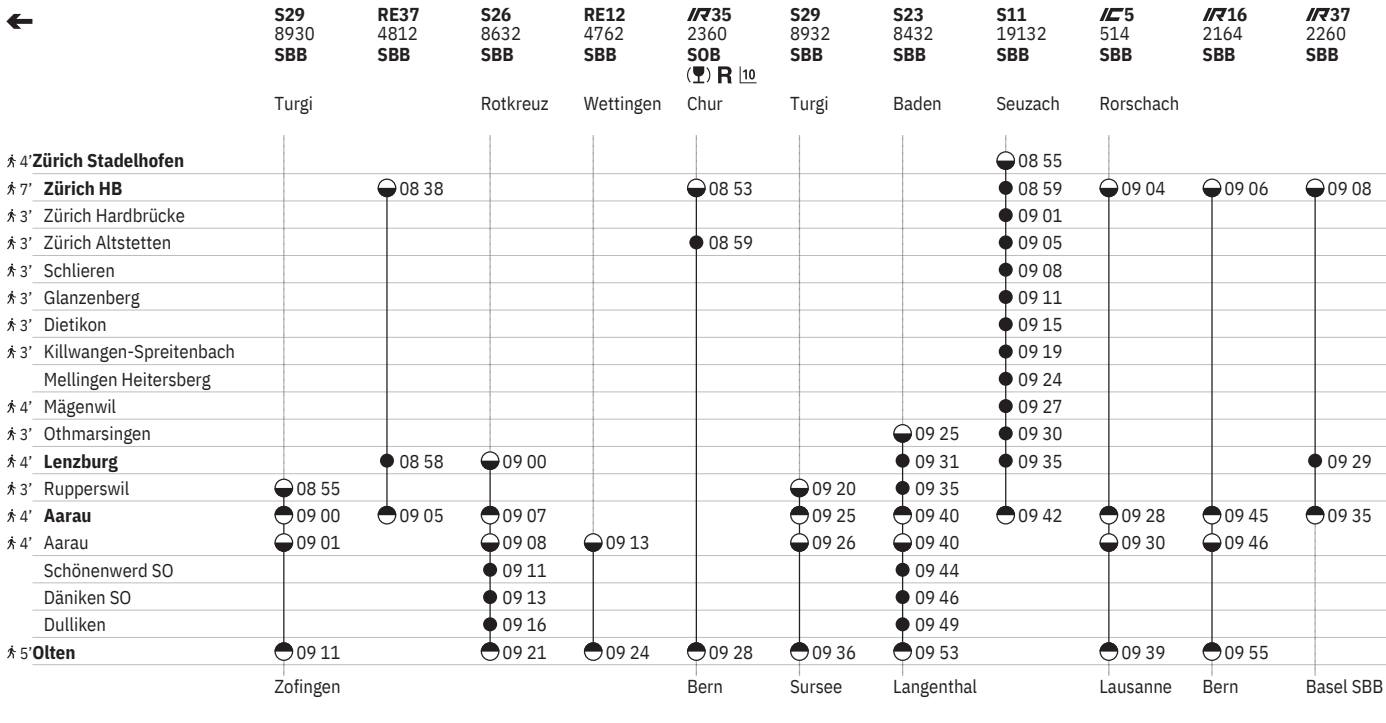 S29 RE37 S26 RE12 IR35 S29 S23 S11 IC5 IR16 IR37
8930 4812 8632 4762 2360 8932 8432 19132 514 2164 2260
SBB SBB SBB SBB SOB SBB SBB SBB SBB SBB SBB
R 10
Turgi Rotkreuz Wettingen Chur Turgi Baden Seuzach Rorschach
4' Zürich Stadelhofen 08 55
7' Zürich HB 08 38 08 53 08 59 09 04 09 06 09 08
3' Zürich Hardbrücke 09 01
3' Zürich Altstetten 08 59 09 05
3' Schlieren 09 08
3' Glanzenberg 09 11
3' Dietikon 09 15
3' Killwangen-Spreitenbach 09 19
Mellingen Heitersberg 09 24
4' Mägenwil 09 27
3' Othmarsingen 09 25 09 30
4' Lenzburg 08 58 09 00 09 31 09 35 09 29
3' Rupperswil 08 55 09 20 09 35
4' Aarau 09 00 09 05 09 07 09 25 09 40 09 42 09 28 09 45 09 35
4' Aarau 09 01 09 08 09 13 09 26 09 40 09 30 09 46
Schönenwerd SO 09 11 09 44
Däniken SO 09 13 09 46
Dulliken 09 16 09 49
5' Olten 09 11 09 21 09 24 09 28 09 36 09 53 09 39 09 55
Zofingen Bern Sursee Langenthal Lausanne Bern Basel SBB